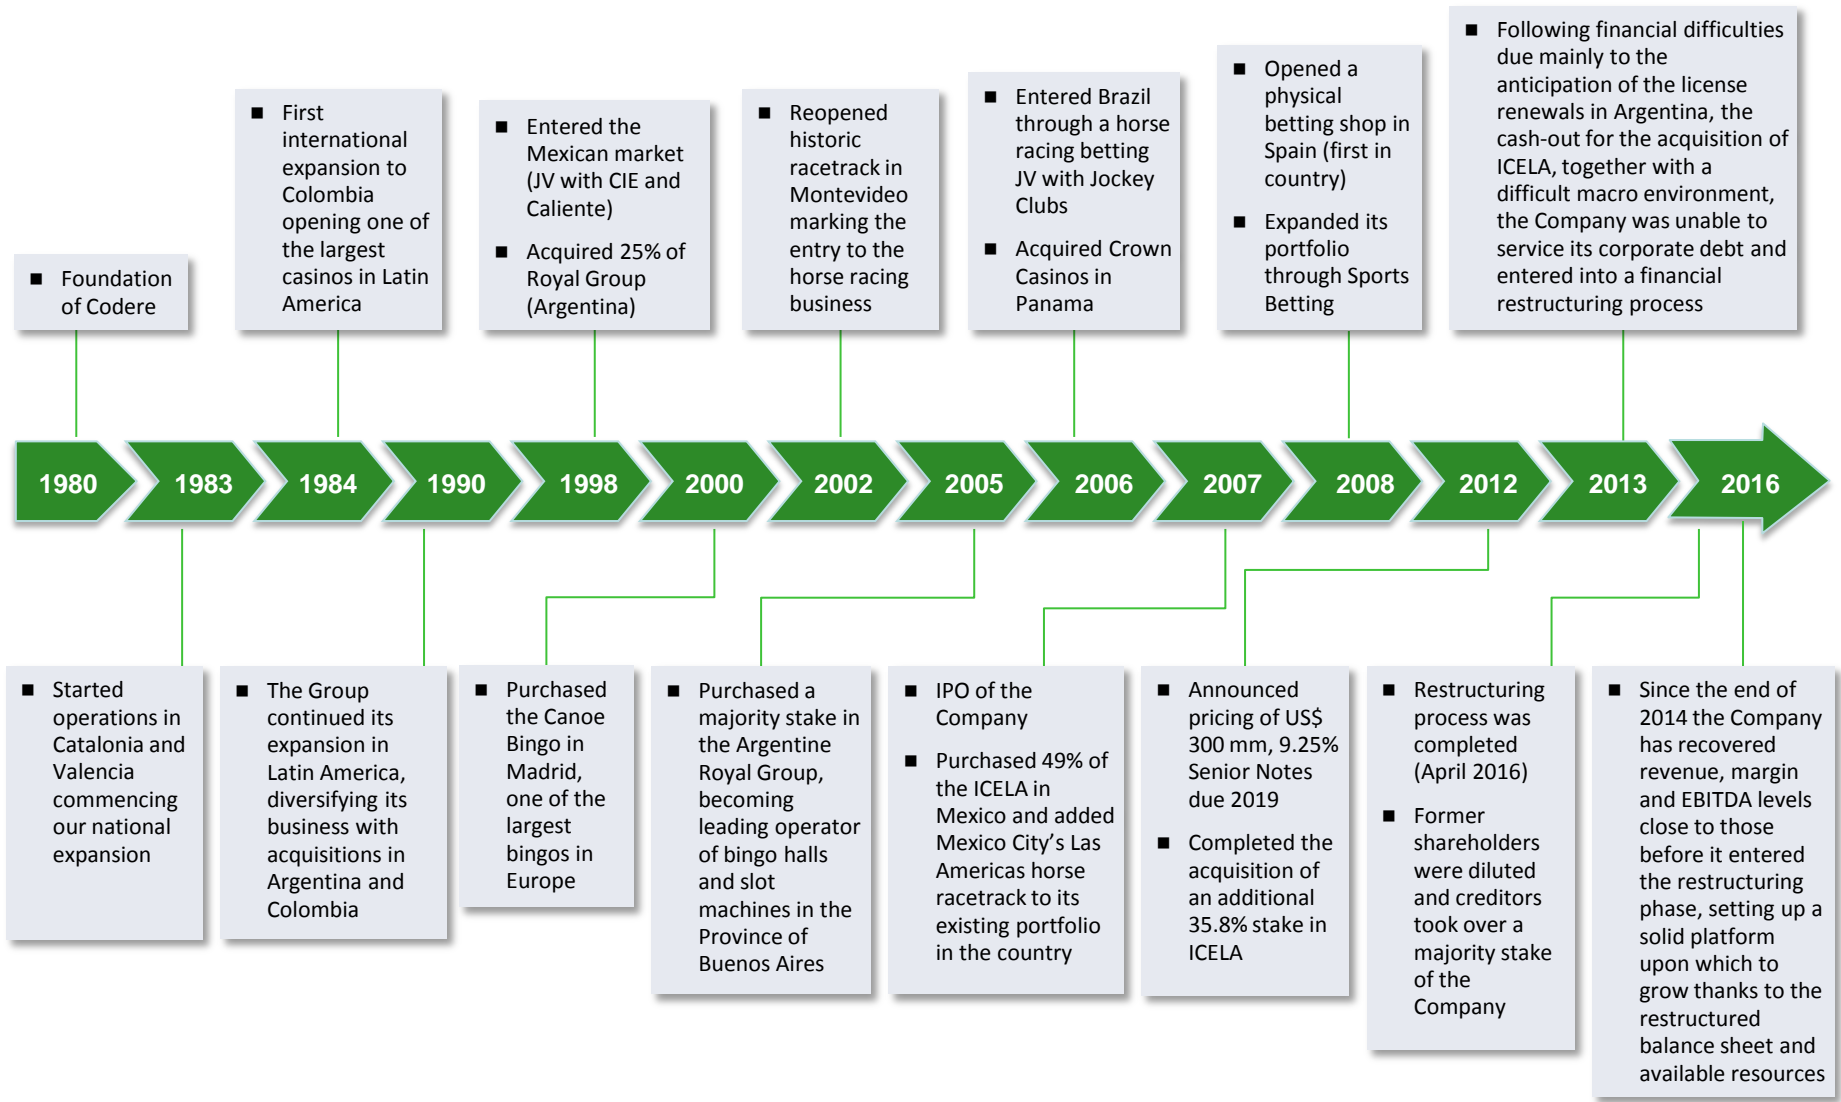 ■ Foundation
of Codere
■ First
international
expansion to
Colombia
opening one of
the largest
casinos in Latin
America
■ Entered the
Mexican market
(JV with CIE and
Caliente)
■ Acquired 25% of
Royal Group
(Argentina)
■ Reopened
historic
racetrack in
Montevideo
marking the
entry to the
horse racing
business
■ Entered Brazil
through a horse
racing betting
JV with Jockey
Clubs
■ Acquired Crown
Casinos in
Panama
■ Opened a
physical
betting shop in
Spain (first in
country)
■ Expanded its
portfolio
through Sports
Betting
■ Following financial difficulties
due mainly to the
anticipation of the license
renewals in Argentina, the
cash-out for the acquisition of
ICELA, together with a
difficult macro environment,
the Company was unable to
service its corporate debt and
entered into a financial
restructuring process
1980 1983 1984 1990 1998 2000 2002 2005 2006 2007 2008 2012 2013 2016
■ Started
operations in
Catalonia and
Valencia
commencing
our national
expansion
■ The Group
continued its
expansion in
Latin America,
diversifying its
business with
acquisitions in
Argentina and
Colombia
■ Purchased
the Canoe
Bingo in
Madrid,
one of the
largest
bingos in
Europe
■ Purchased a
majority stake in
the Argentine
Royal Group,
becoming
leading operator
of bingo halls
and slot
machines in the
Province of
Buenos Aires
■ IPO of the
Company
■ Purchased 49% of
the ICELA in
Mexico and added
Mexico City’s Las
Americas horse
racetrack to its
existing portfolio
in the country
■ Announced
pricing of US$
300 mm, 9.25%
Senior Notes
due 2019
■ Completed the
acquisition of
an additional
35.8% stake in
ICELA
■ Restructuring
process was
completed
(April 2016)
■ Former
shareholders
were diluted
and creditors
took over a
majority stake
of the
Company
■ Since the end of
2014 the Company
has recovered
revenue, margin
and EBITDA levels
close to those
before it entered
the restructuring
phase, setting up a
solid platform
upon which to
grow thanks to the
restructured
balance sheet and
available resources